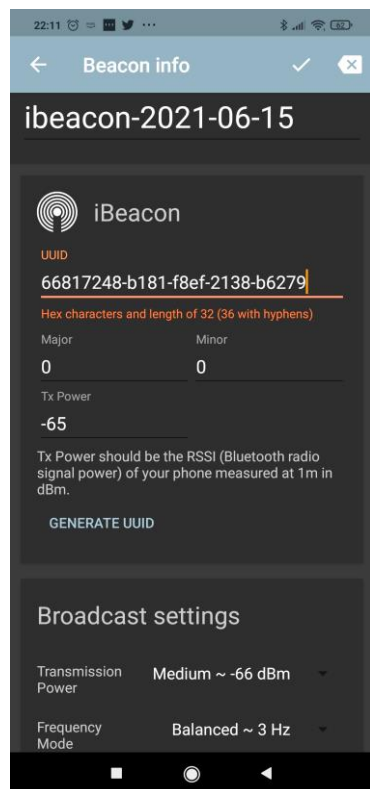 22:11
62
Beacon info
ibeacon-2021-06-15
iBeacon
UUID
66817248-b181-f8ef-2138-b6279
Hex characters and length of 32 (36 with hyphens)
Major Minor
0 0
Tx Power
-65
Tx Power should be the RSSI (Bluetooth radio
signal power) of your phone measured at 1m in
dBm.
GENERATE UUID
Broadcast settings
Transmission
Power
Medium ~ -66 dBm
Frequency
Mode
Balanced ~ 3 Hz